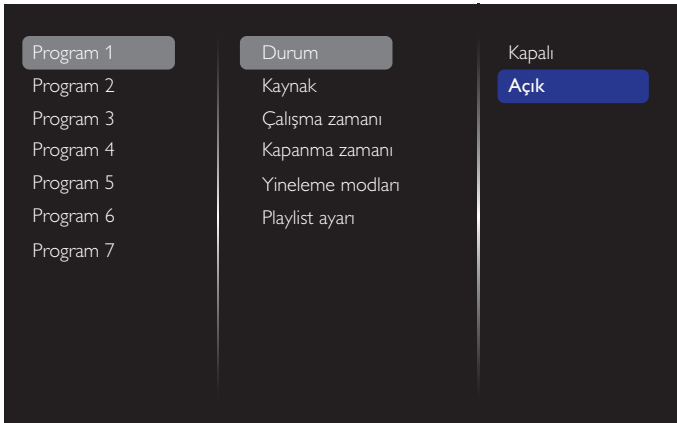 Program 1
Program 2
Program 3
Program 4
Program 5
Program 6
Program 7
Durum
Kaynak
Çalışma zamanı
Kapanma zamanı
Yineleme modları
Playlist ayarı
Kapalı
Açık